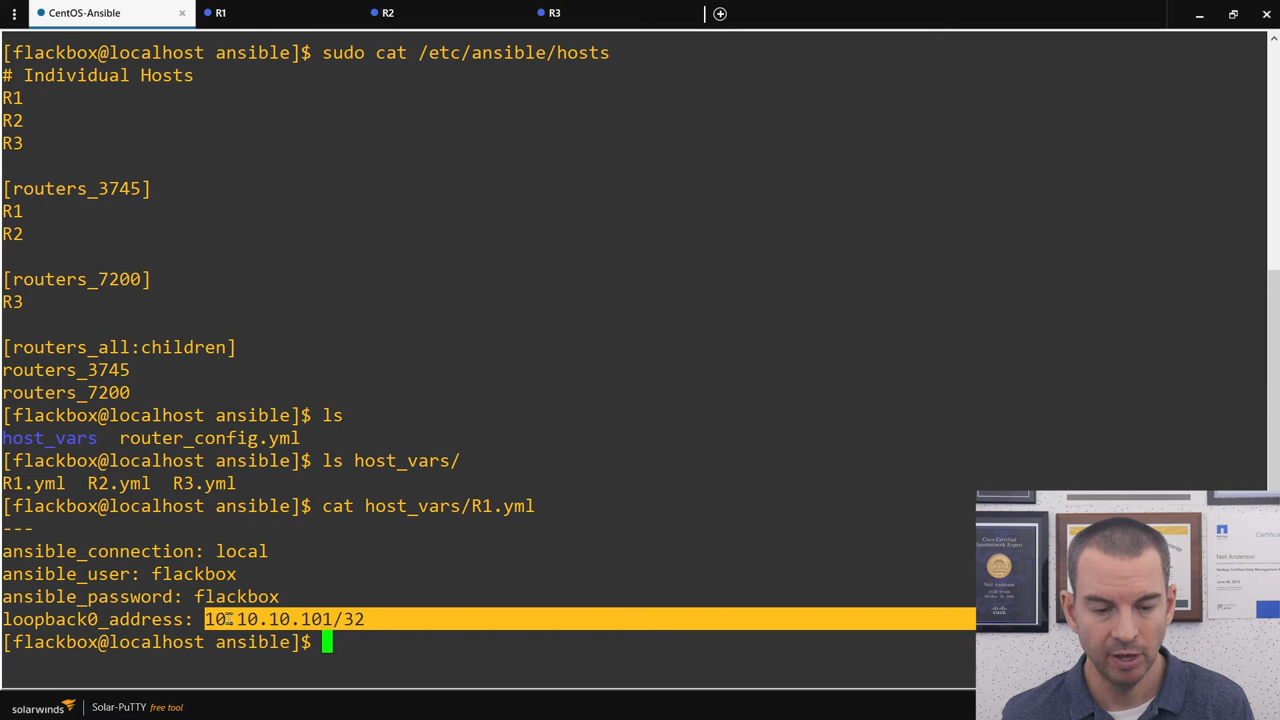 CentOS-Ansible
R1
R2
R3
[flackbox@localhost ansible]$ sudo cat /etc/ansible/hosts
# Individual Hosts
R1
R2
R3
[routers_3745]
R1
R2
[routers_7200]
R3
[routers_all:children]
routers_3745
routers_7200
[flackbox@localhost ansible]$ ls
host_vars router_config.yml
[flackbox@localhost ansible]$ ls host_vars/
R1.yml R2.yml R3.yml
[flackbox@localhost ansible]$ cat host_vars/R1.yml
---
ansible_connection: local
ansible_user: flackbox
ansible_password: flackbox
loopback0_address: 10.10.10.101/32
[flackbox@localhost ansible]$
Neil Anderson
solarwinds Solar-PuTTY free tool